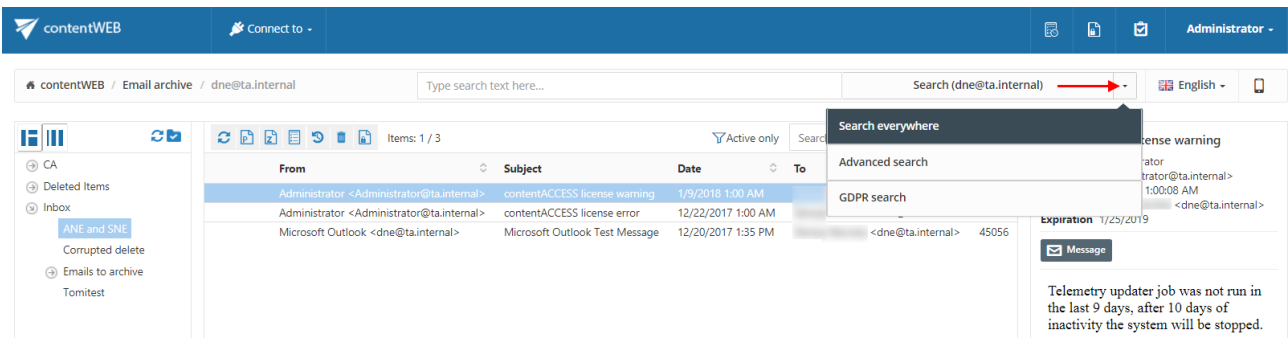 contentWEB
Connect to
Administrator
contentWEB / Email archive / dne@ta.internal
Type search text here...
Search (dne@ta.internal)
English
Search everywhere
Advanced search
GDPR search
CA
Deleted Items
Inbox
ANE and SNE
Corrupted delete
Emails to archive
Tomitest
Items: 1 / 3
Active only
From Subject Date To
Administrator <Administrator@ta.internal> contentACCESS license warning 1/9/2018 1:00 AM
Administrator <Administrator@ta.internal> contentACCESS license error 12/22/2017 1:00 AM
Microsoft Outlook <dne@ta.internal> Microsoft Outlook Test Message 12/20/2017 1:35 PM <dne@ta.internal> 45056
warning
@ta.internal>
1:00:08 AM
<dne@ta.internal>
Expiration 1/25/2019
Message
Telemetry updater job was not run in
the last 9 days, after 10 days of
inactivity the system will be stopped.